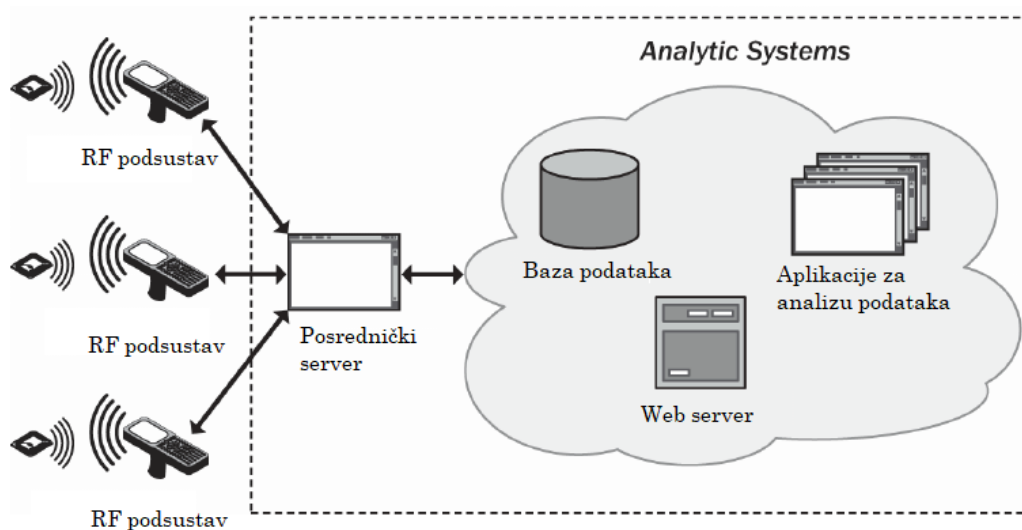 Analytic Systems
RF podsustav
RF podsustav
RF podsustav
Posrednički
server
Baza podataka
Aplikacije za
analizu podataka
Web server